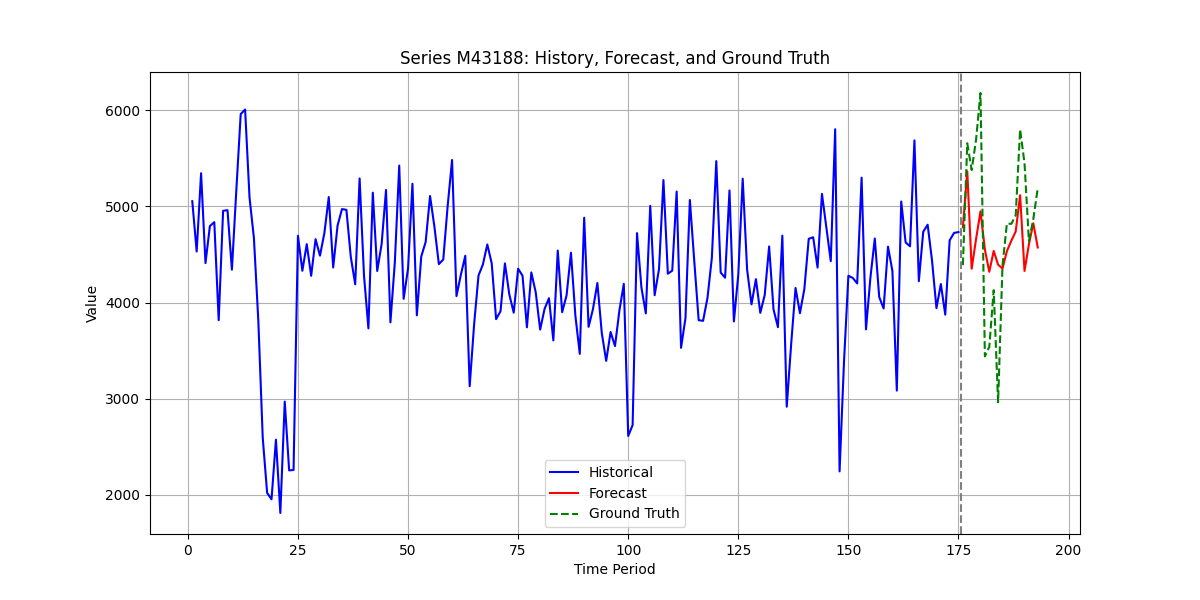 Series M43188: History, Forecast, and Ground Truth
Value
6000
5000
4000
3000
2000
Historical
Forecast
Ground Truth
0 25 50 75 100 125 150 175 200
Time Period